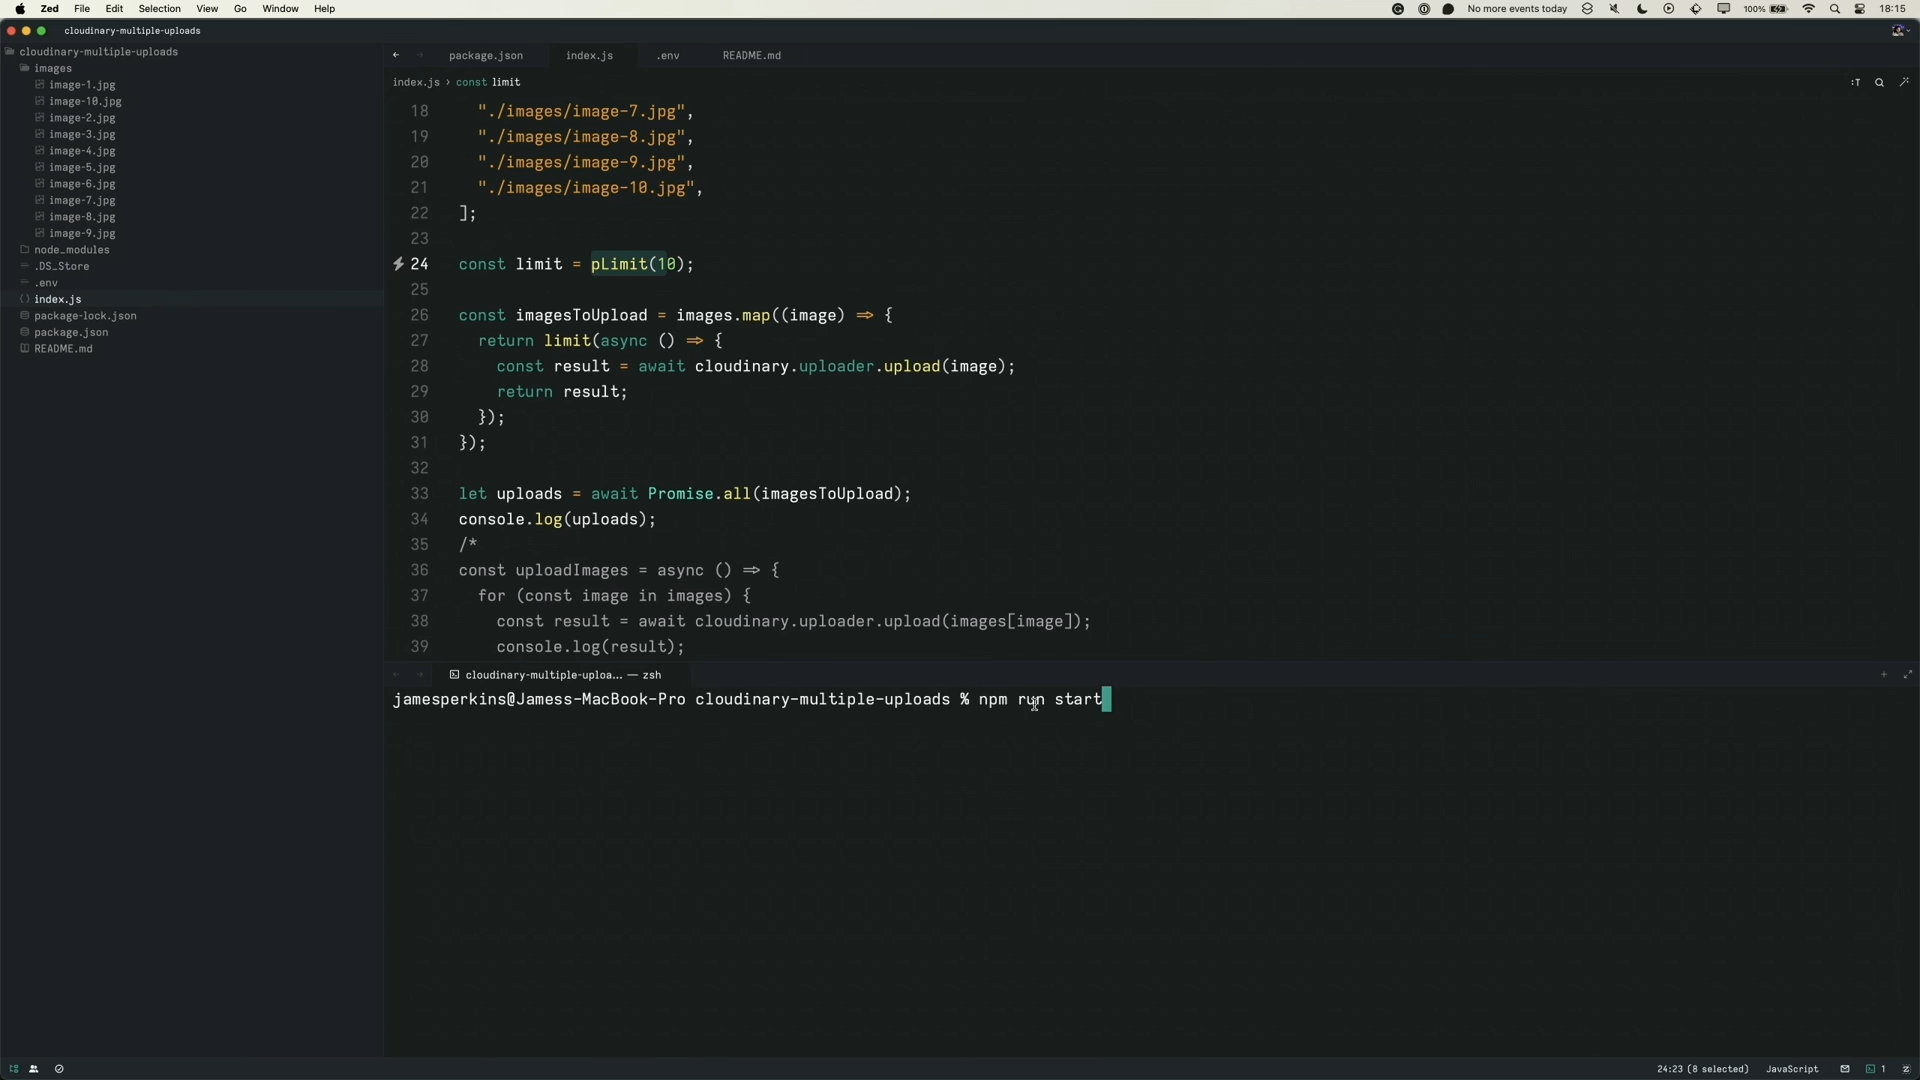 Zed File Edit Selection View Go Window Help
No more events today
100%
18:15
cloudinary-multiple-uploads
cloudinary-multiple-uploads
images
image-1.jpg
image-10.jpg
image-2.jpg
image-3.jpg
image-4.jpg
image-5.jpg
image-6.jpg
image-7.jpg
image-8.jpg
image-9.jpg
node_modules
.DS_Store
.env
index.js
package-lock.json
package.json
README.md
package.json index.js .env README.md
index.js › const limit
18 "./images/image-7.jpg",
19 "./images/image-8.jpg",
20 "./images/image-9.jpg",
21 "./images/image-10.jpg",
22 ];
23
24 const limit = pLimit(10);
25
26 const imagesToUpload = images.map((image) => {
27 return limit(async () => {
28 const result = await cloudinary.uploader.upload(image);
29 return result;
30 });
31 });
32
33 let uploads = await Promise.all(imagesToUpload);
34 console.log(uploads);
35 /*
36 const uploadImages = async () => {
37 for (const image in images) {
38 const result = await cloudinary.uploader.upload(images[image]);
39 console.log(result);
cloudinary-multiple-uploa... — zsh
jamesperkins@Jamess-MacBook-Pro cloudinary-multiple-uploads % npm run start
24:23 (8 selected) JavaScript 1